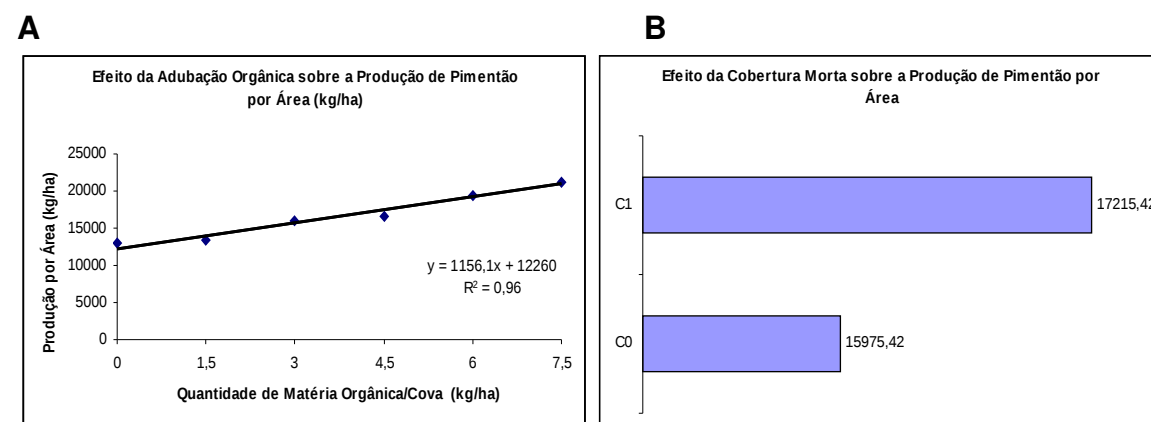 A
B
Efeito da Adubação Orgânica sobre a Produção de Pimentão
por Área (kg/ha)
Produção por Área (kg/ha)
25000
20000
15000
10000
5000
0
0 1,5 3 4,5 6 7,5
y = 1156,1x + 12260
R² = 0,96
Quantidade de Matéria Orgânica/Cova (kg/ha)
Efeito da Cobertura Morta sobre a Produção de Pimentão por
Área
C1
17215,42
C0
15975,42